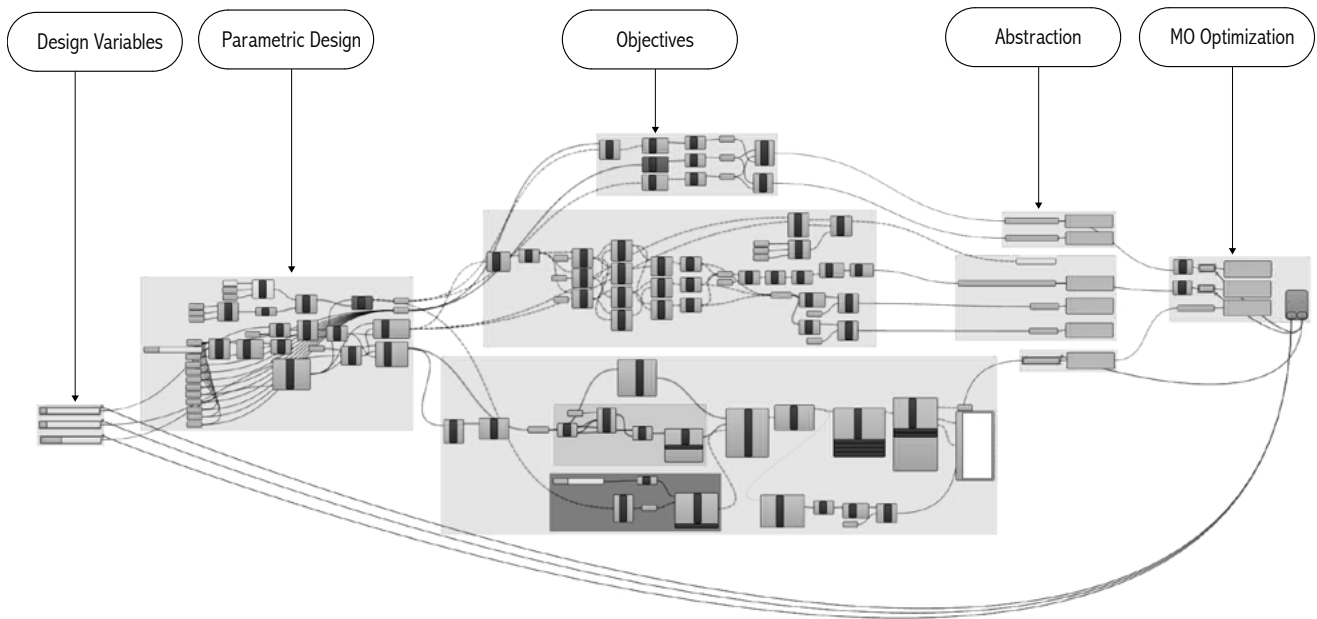 Design Variables
Parametric Design
Objectives
Abstraction
MO Optimization